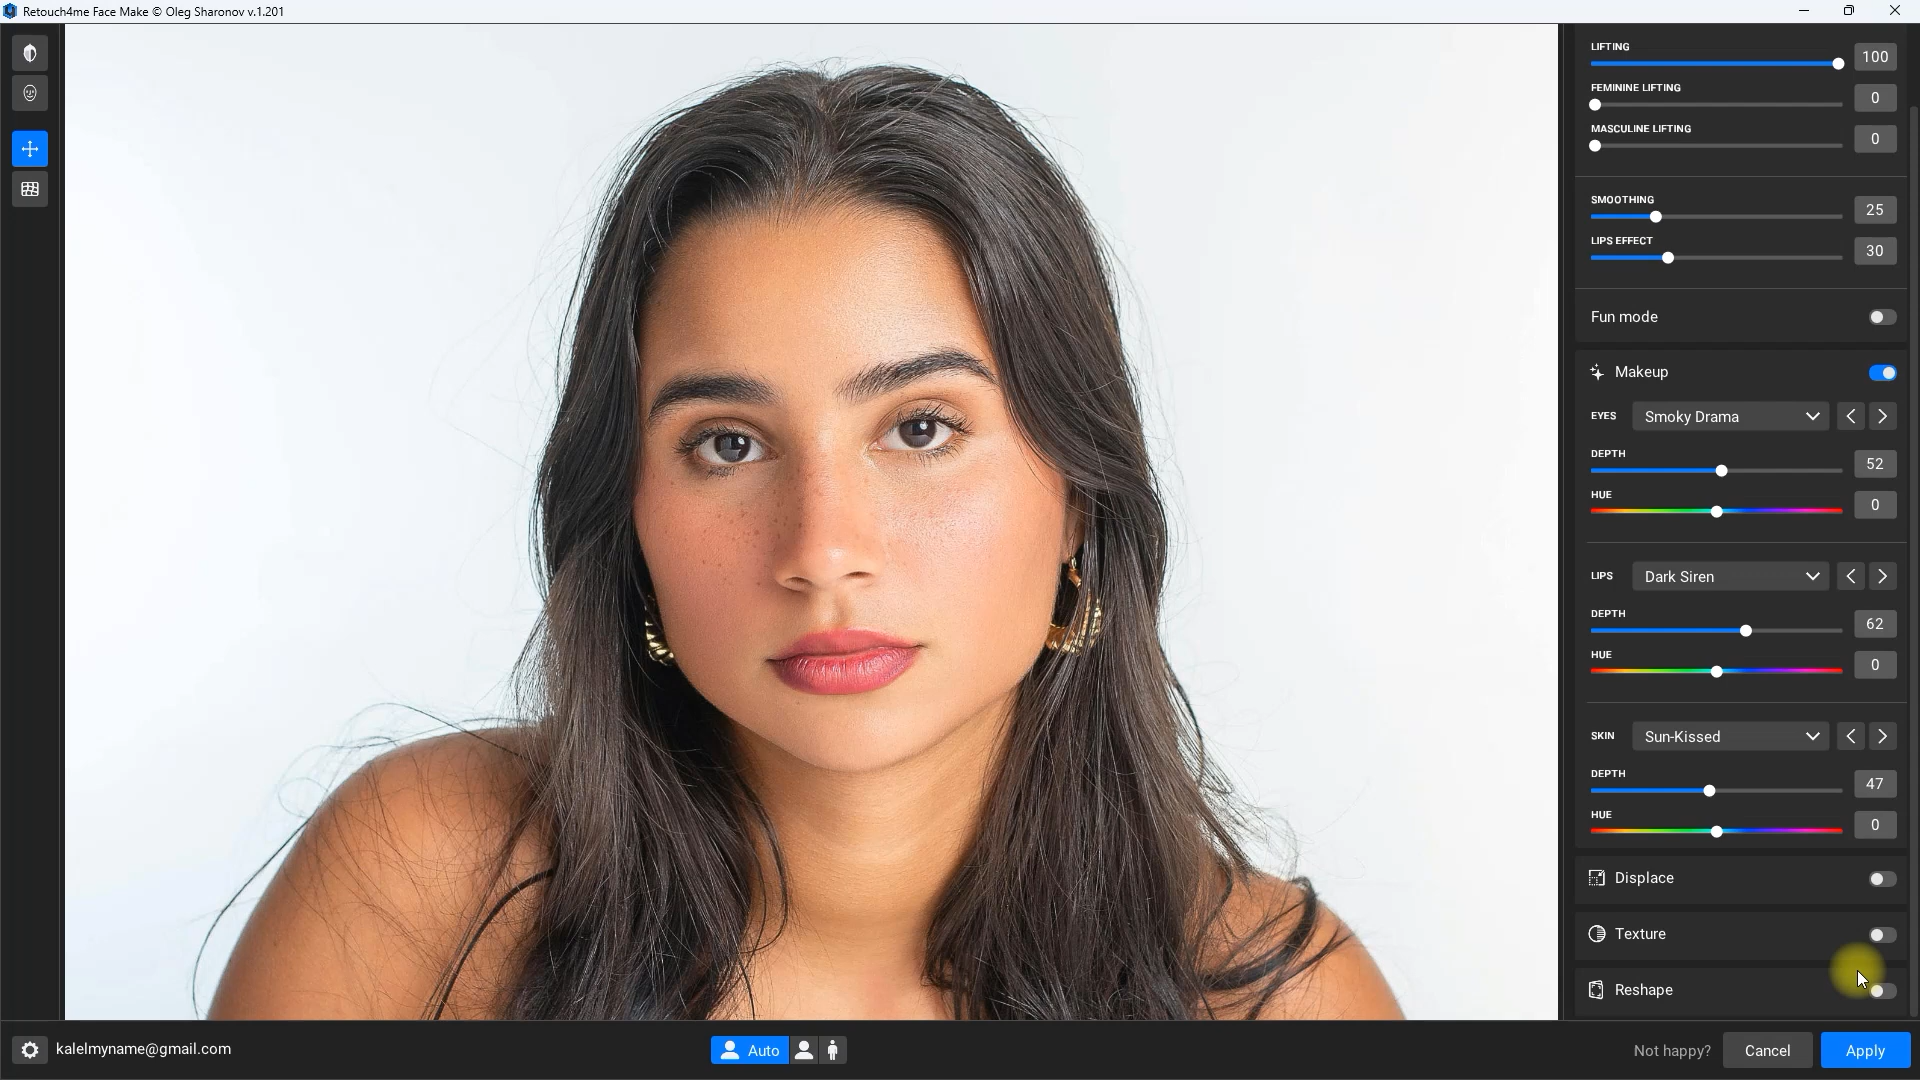 Retouch4me Face Make © Oleg Sharonov v.1.201
LIFTING
100
FEMININE LIFTING
0
MASCULINE LIFTING
0
SMOOTHING
25
LIPS EFFECT
30
Fun mode
Makeup
EYES Smoky Drama
DEPTH
52
HUE
0
LIPS Dark Siren
DEPTH
62
HUE
0
SKIN Sun-Kissed
DEPTH
47
HUE
0
Displace
Texture
Reshape
kalelmyname@gmail.com
Auto
Not happy?
Cancel
Apply